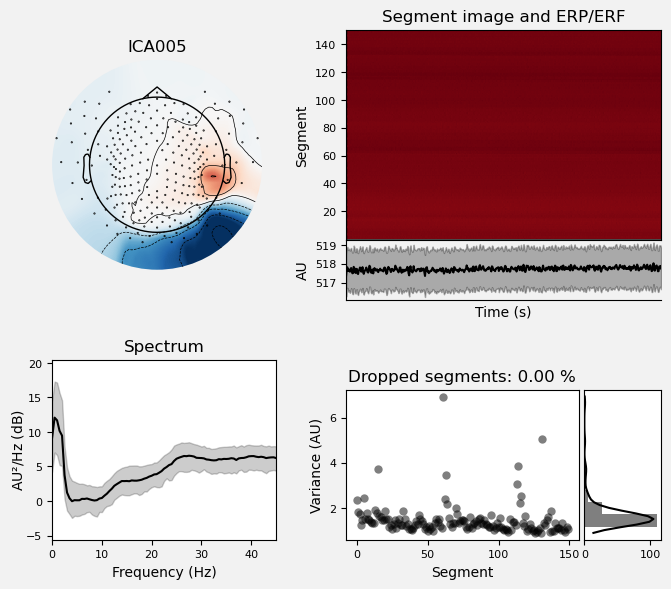 ICA005
Segment image and ERP/ERF
Segment
140
120
100
80
60
40
20
AU
519
518
517
Time (s)
Spectrum
AU²/Hz (dB)
20
15
10
5
0
−5
0 10 20 30 40
Frequency (Hz)
Dropped segments: 0.00 %
Variance (AU)
6
4
2
0 50 100 150
Segment
0 100